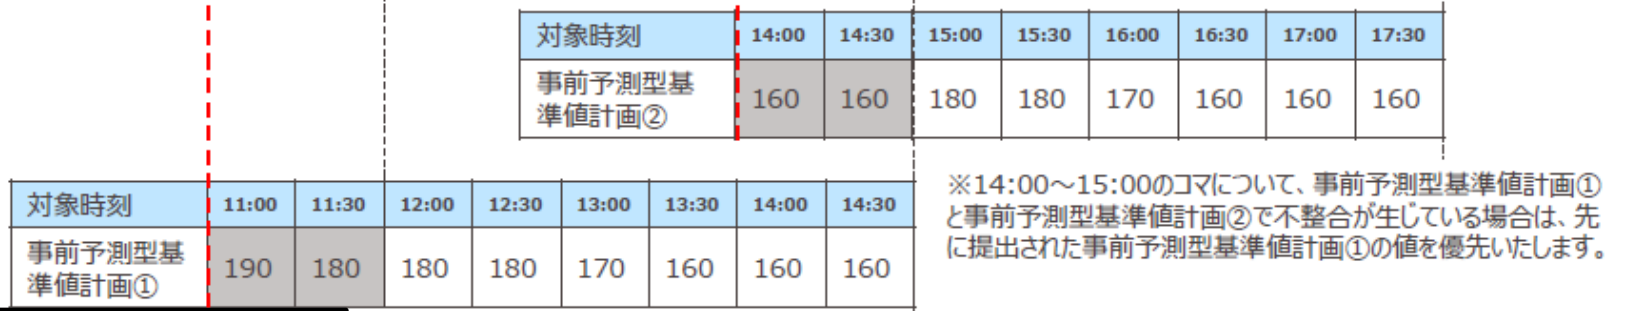 対象時刻 14:00 14:30 15:00 15:30 16:00 16:30 17:00 17:30
事前予測型基
準値計画② 160 160 180 180 170 160 160 160
対象時刻 11:00 11:30 12:00 12:30 13:00 13:30 14:00 14:30
事前予測型基
準値計画① 190 180 180 180 170 160 160 160
※14:00～15:00のコマについて、事前予測型基準値計画①
と事前予測型基準値計画②で不整合が生じている場合は、先
に提出された事前予測型基準値計画①の値を優先いたします。